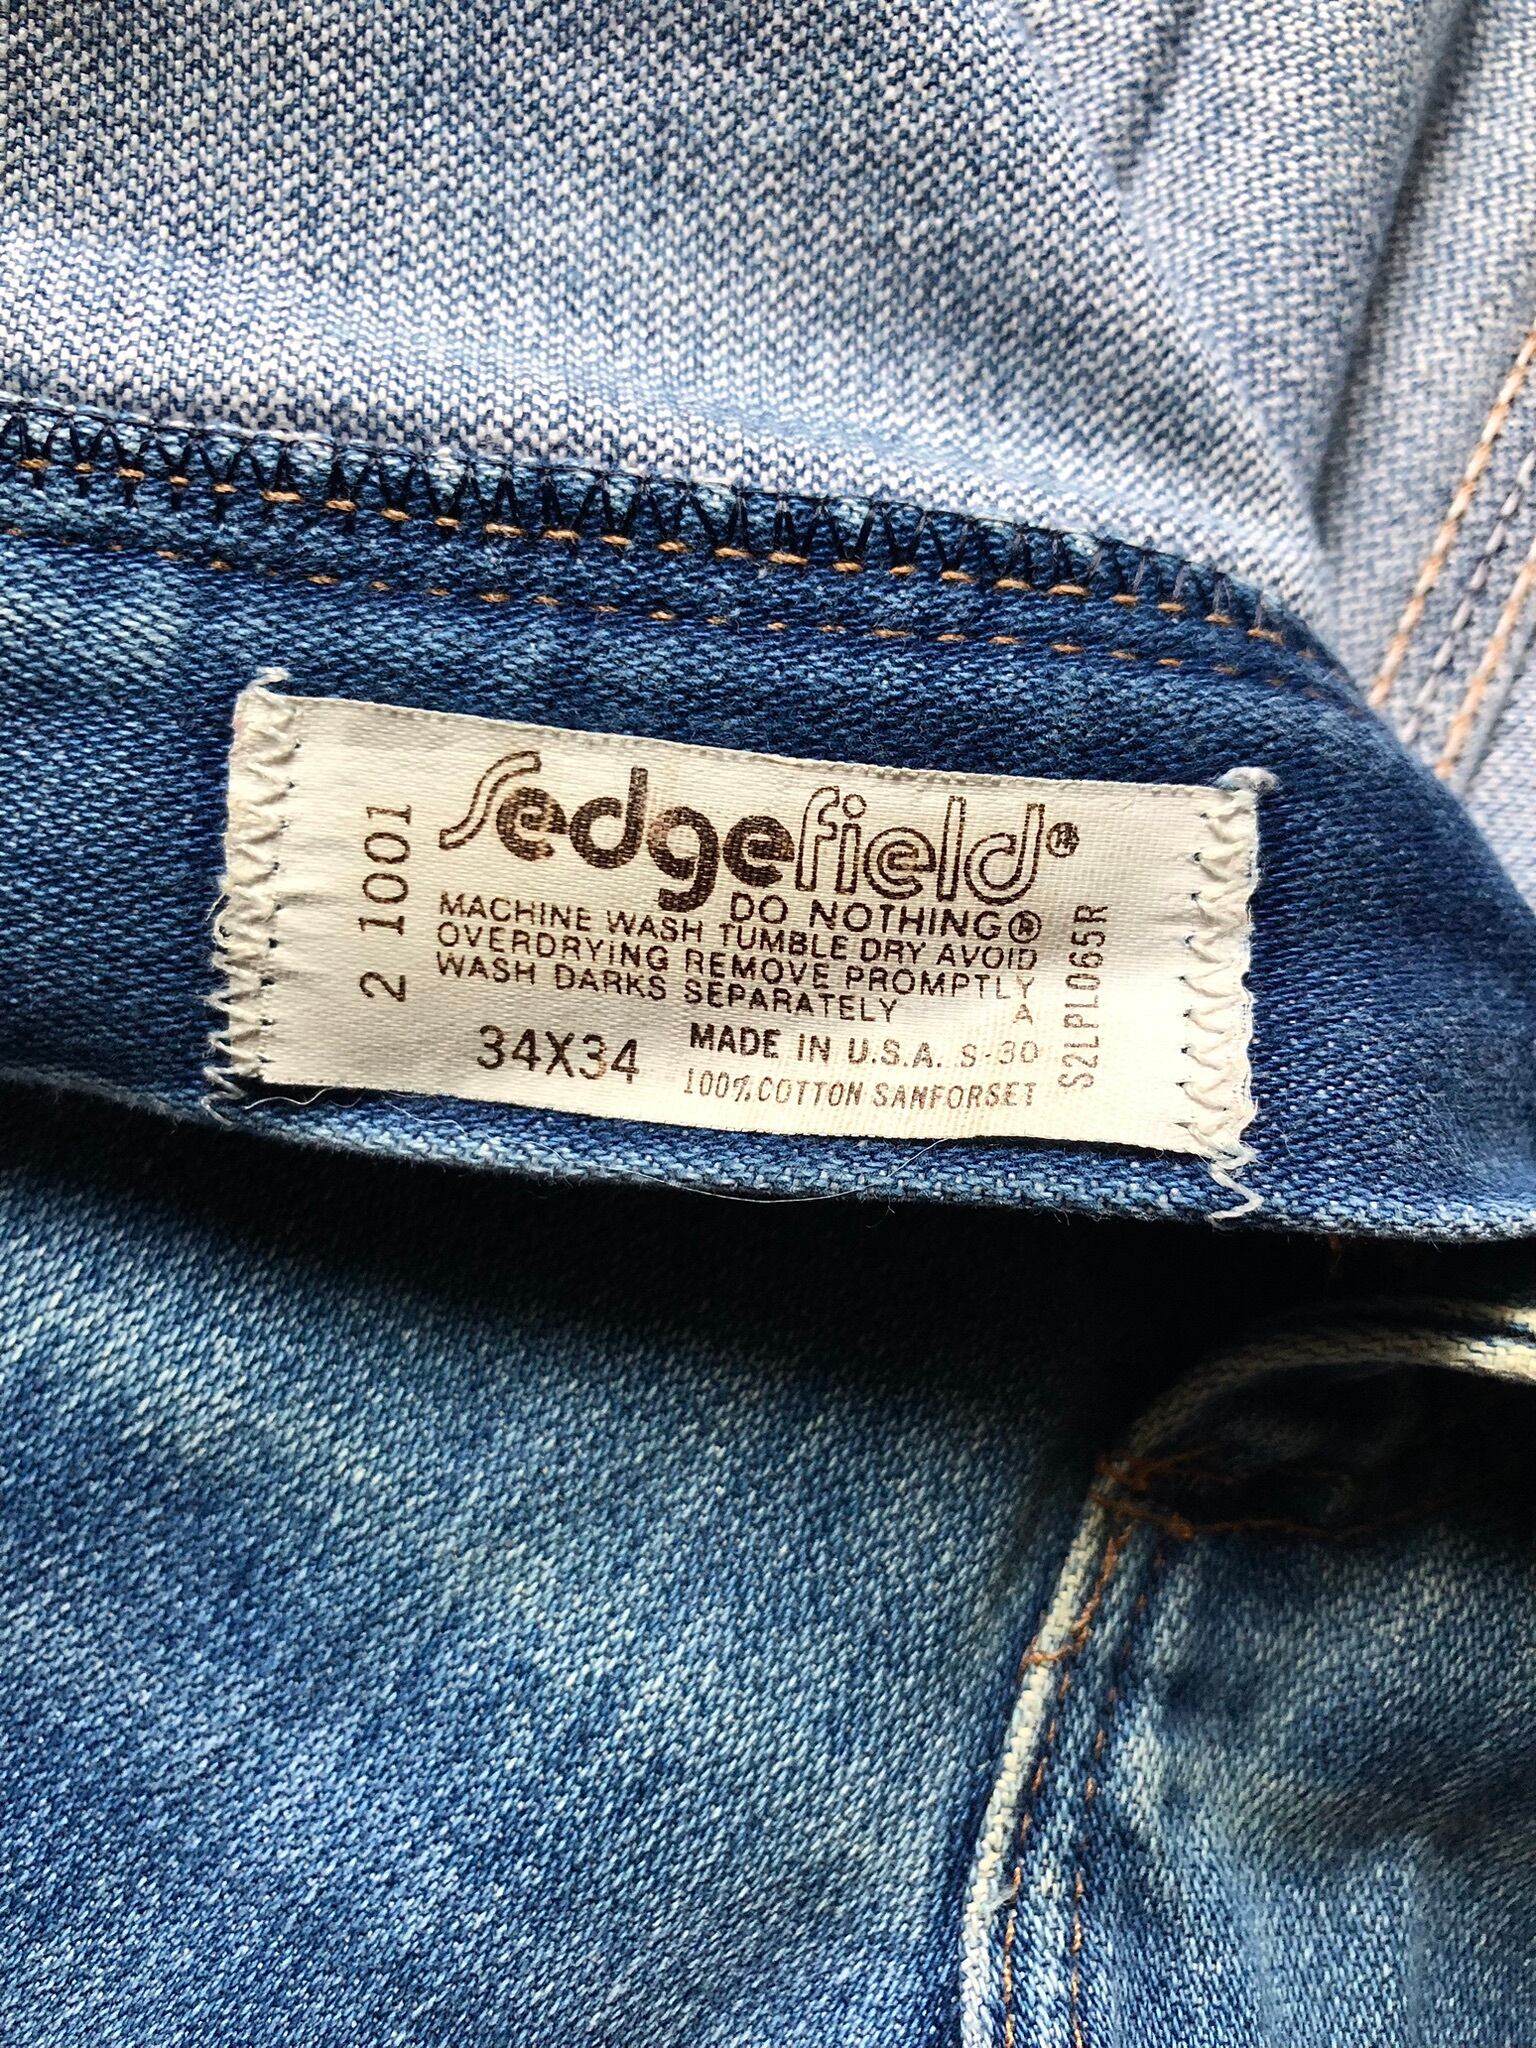 Sedgefield®
DO NOTHING®
MACHINE WASH TUMBLE DRY AVOID
OVERDRYING REMOVE PROMPTLY
WASH DARKS SEPARATELY A
34X34
MADE IN U.S.A. S-30
100% COTTON SANFORSET
2 1001
S2LPL065R